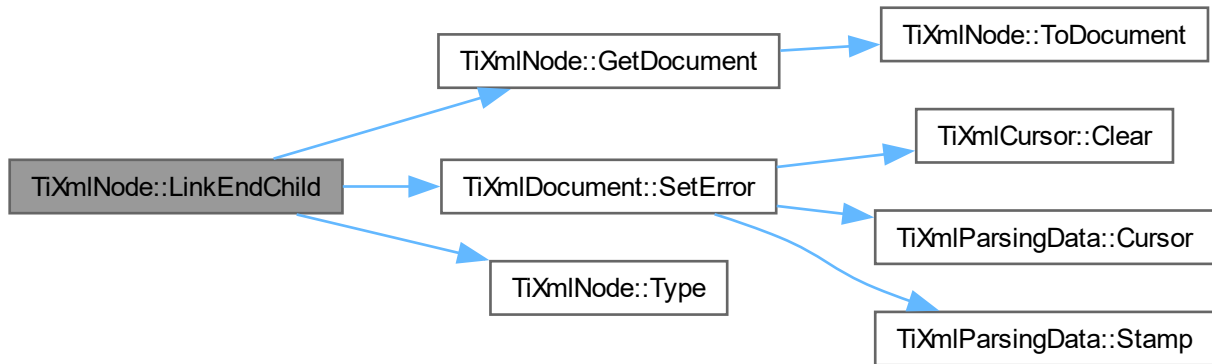 TiXmlNode::LinkEndChild
TiXmlNode::GetDocument
TiXmlNode::ToDocument
TiXmlDocument::SetError
TiXmlCursor::Clear
TiXmlParsingData::Cursor
TiXmlParsingData::Stamp
TiXmlNode::Type